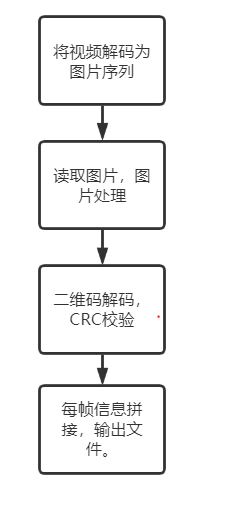 将视频解码为
图片序列
读取图片，图
片处理
二维码解码，
CRC校验
每帧信息拼
接，输出文
件。